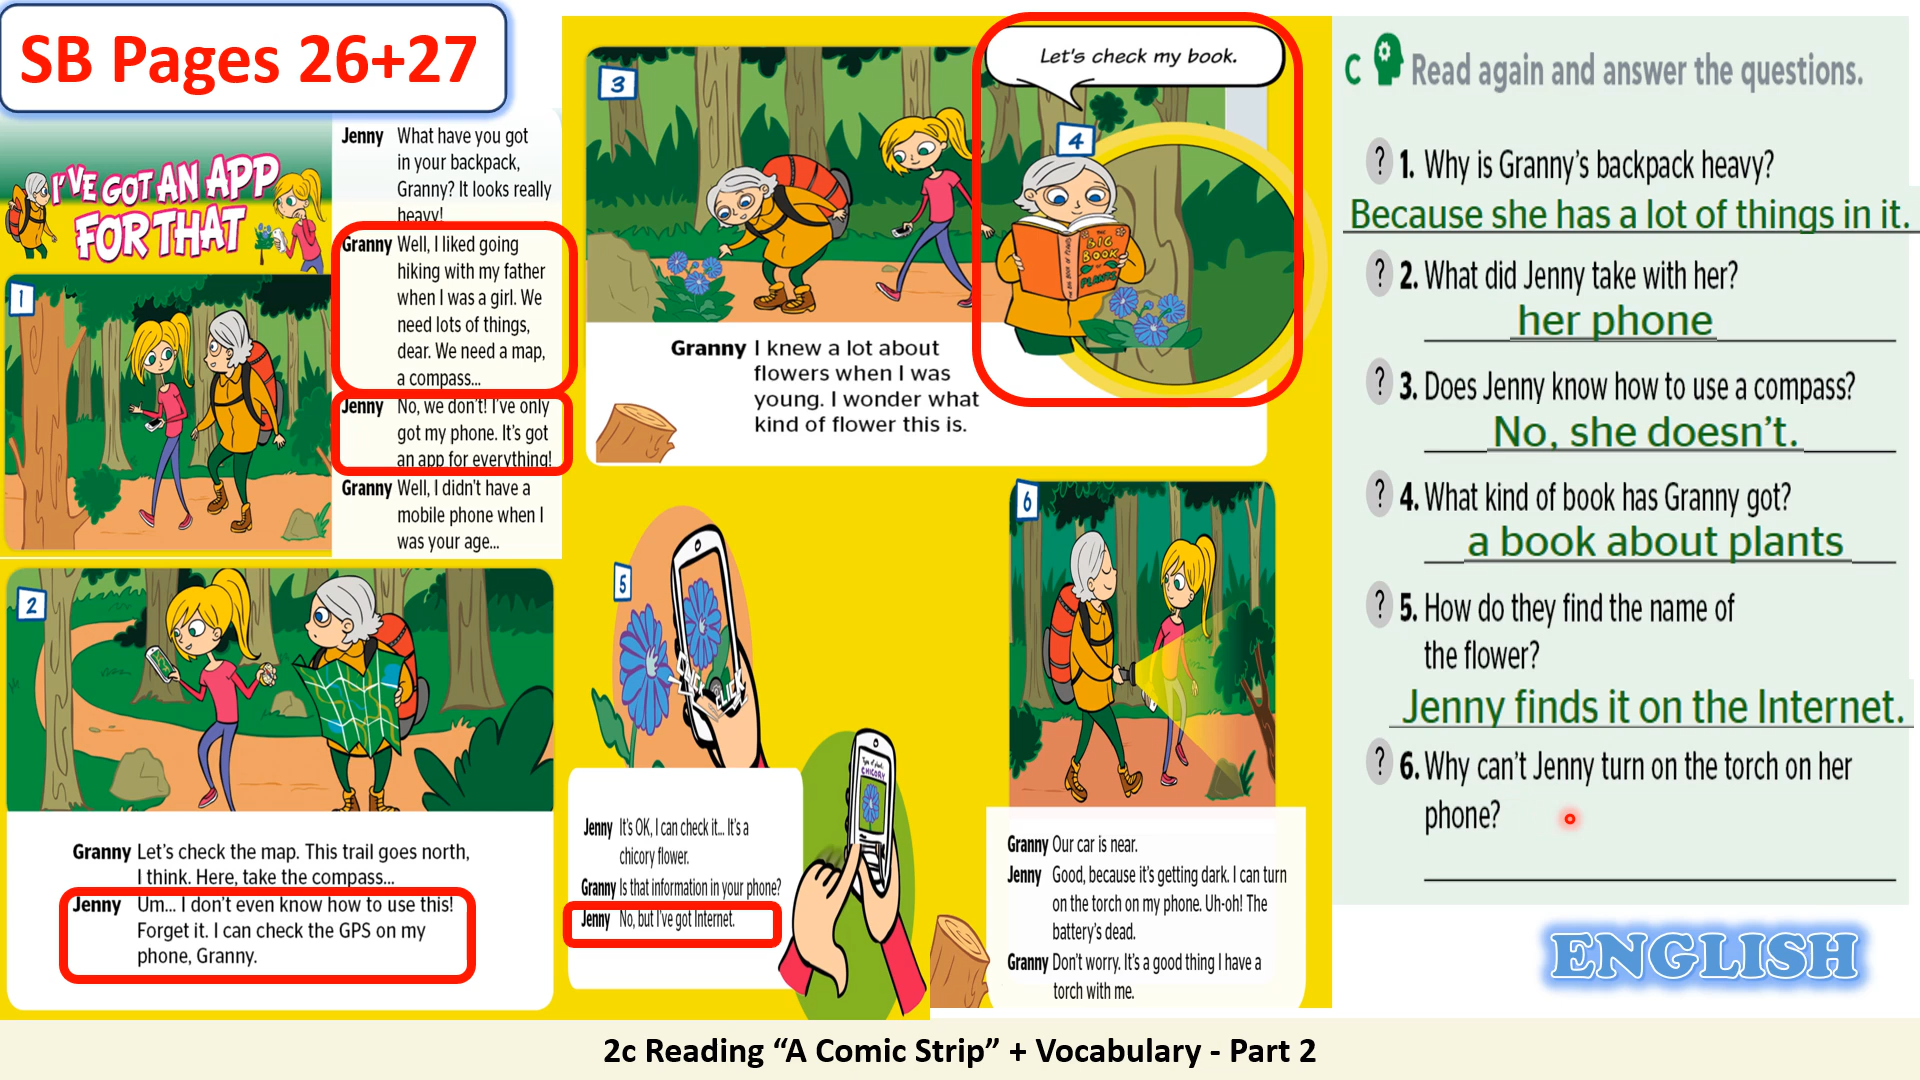 SB Pages 26+27
I'VE GOT AN APP
FOR THAT
Jenny What have you got
in your backpack,
Granny? It looks really
heavy!
Granny Well, I liked going
hiking with my father
when I was a girl. We
need lots of things,
dear. We need a map,
a compass...
Jenny No, we don't! I've only
got my phone. It's got
an app for everything!
Granny Well, I didn't have a
mobile phone when I
was your age...
1
2
Granny Let's check the map. This trail goes north,
I think. Here, take the compass...
Jenny Um... I don't even know how to use this!
Forget it. I can check the GPS on my
phone, Granny.
3
Granny I knew a lot about
flowers when I was
young. I wonder what
kind of flower this is.
Let's check my book.
4
THE
BIG
BOOK
OF
PLANTS
THE BIG BOOK OF PLANTS
5
CLICK
CLICK
CHICORY
Jenny It's OK, I can check it... It's a
chicory flower.
Granny Is that information in your phone?
Jenny No, but I've got Internet.
6
Granny Our car is near.
Jenny Good, because it's getting dark. I can turn
on the torch on my phone. Uh-oh! The
battery's dead.
Granny Don't worry. It's a good thing I have a
torch with me.
C Read again and answer the questions.
? 1. Why is Granny's backpack heavy?
Because she has a lot of things in it.
? 2. What did Jenny take with her?
her phone
? 3. Does Jenny know how to use a compass?
No, she doesn't.
? 4. What kind of book has Granny got?
a book about plants
? 5. How do they find the name of
the flower?
Jenny finds it on the Internet.
? 6. Why can't Jenny turn on the torch on her
phone?
ENGLISH
2c Reading “A Comic Strip” + Vocabulary - Part 2